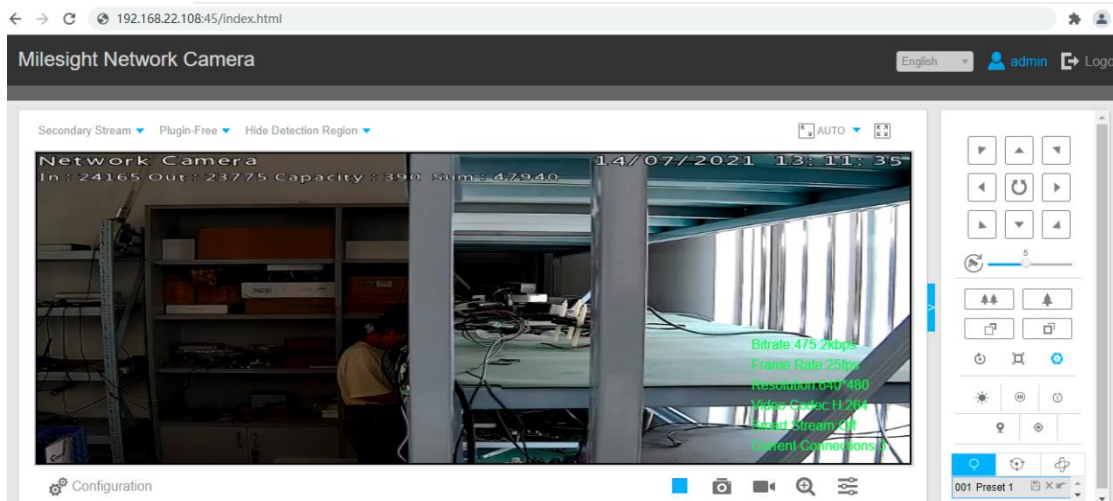 192.168.22.108:45/index.html
Milesight Network Camera
English admin Logo
Secondary Stream Plugin-Free Hide Detection Region AUTO
Network Camera 14/07/2021 13:11:35
In : 24165 Out : 23775 Capacity : 390 Sum : 47940
5
Bitrate:475.2kbps
Frame Rate:25fps
Resolution:640*480
Video Codec:H.264
Smart Stream:Off
Current Connections:3
Configuration
001 Preset 1